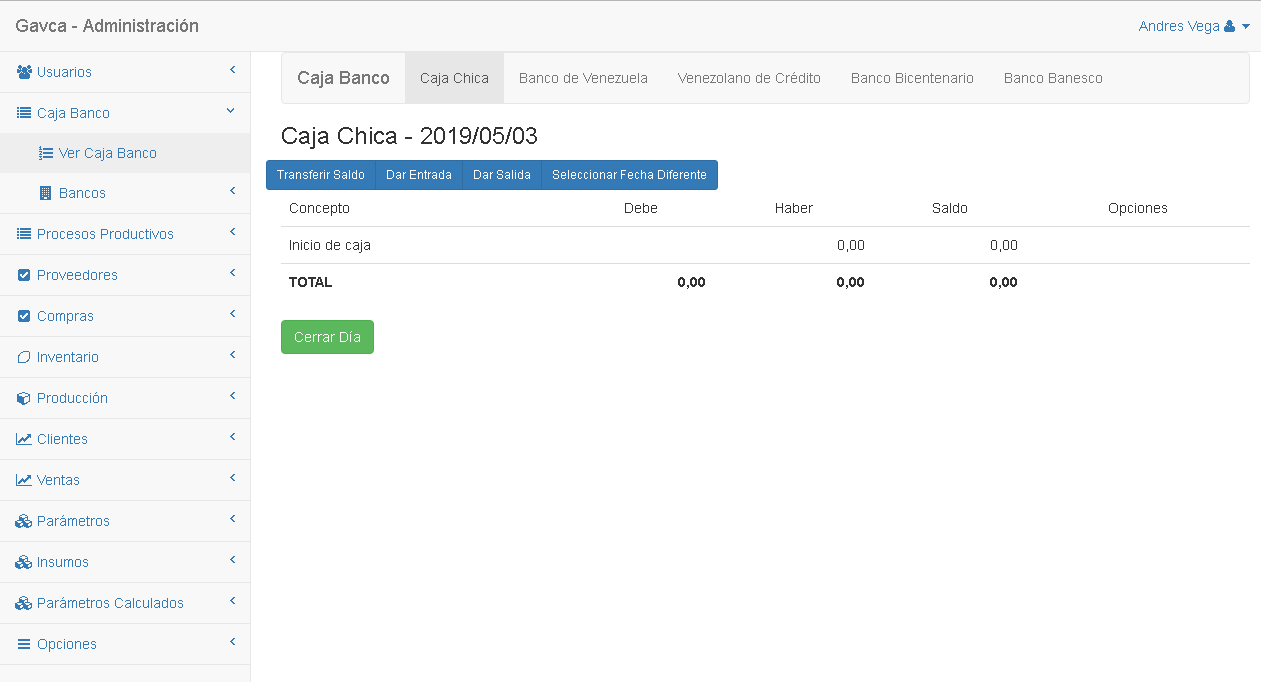 Gavca - Administración
Andres Vega
Usuarios
Caja Banco
Ver Caja Banco
Bancos
Procesos Productivos
Proveedores
Compras
Inventario
Producción
Clientes
Ventas
Parámetros
Insumos
Parámetros Calculados
Opciones
Caja Banco Caja Chica Banco de Venezuela Venezolano de Crédito Banco Bicentenario Banco Banesco
Caja Chica - 2019/05/03
Transferir Saldo Dar Entrada Dar Salida Seleccionar Fecha Diferente
Concepto Debe Haber Saldo Opciones
Inicio de caja 0,00 0,00
TOTAL 0,00 0,00 0,00
Cerrar Día